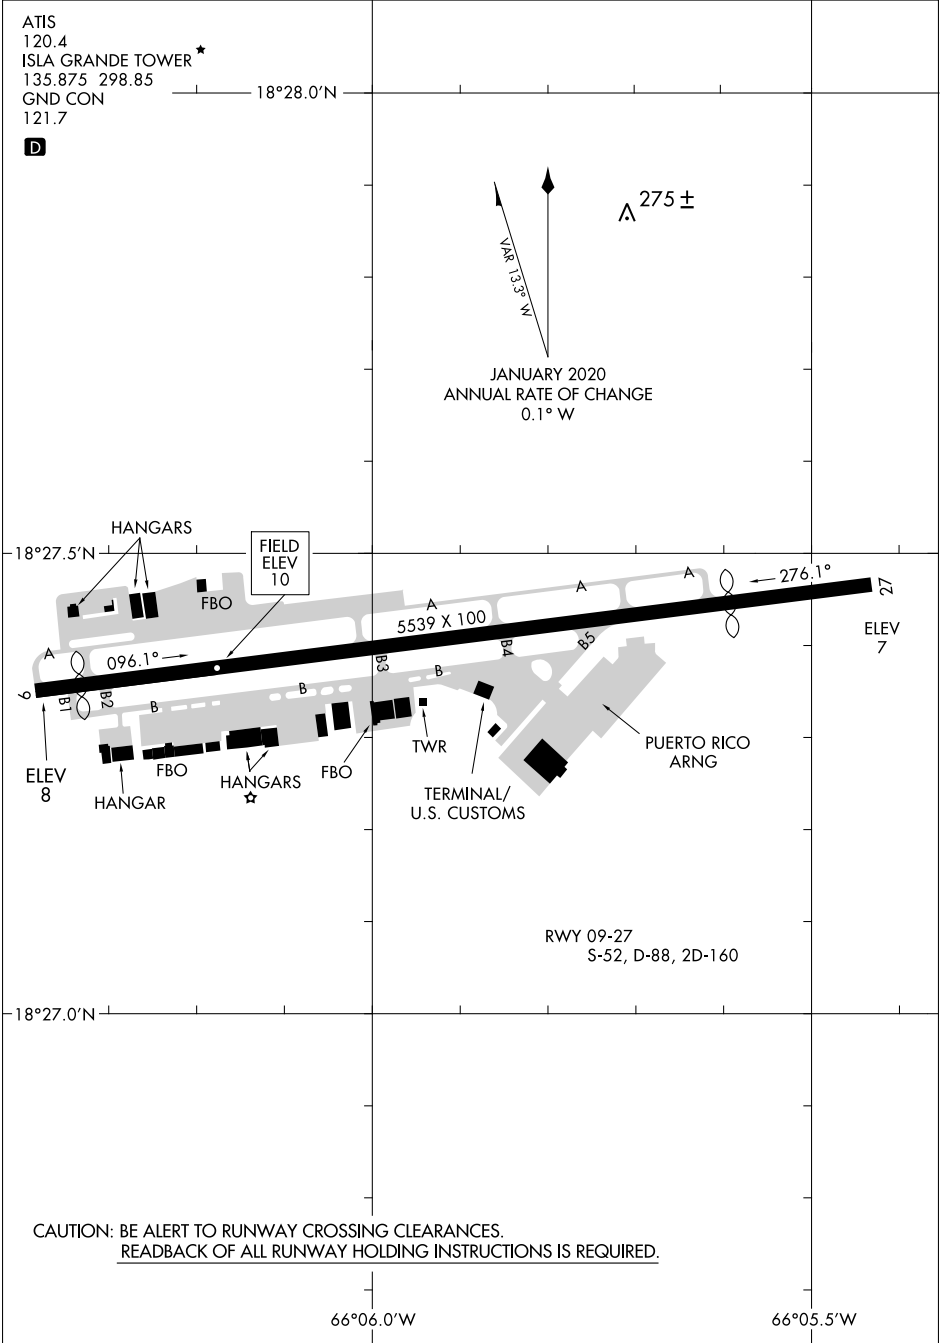 ATIS
120.4
ISLA GRANDE TOWER ★
135.875 298.85
GND CON
121.7
D
18°28.0'N
275 ±
VAR 13.3° W
JANUARY 2020
ANNUAL RATE OF CHANGE
0.1° W
HANGARS
18°27.5'N
FIELD
ELEV
10
FBO
A
A
A
276.1°
27
5539 X 100
ELEV
7
A
096.1°
B3
B4
B5
9
B1
B2
B
B
B
ELEV
8
HANGAR
FBO
HANGARS
FBO
TWR
TERMINAL/
U.S. CUSTOMS
PUERTO RICO
ARNG
RWY 09-27
S-52, D-88, 2D-160
18°27.0'N
CAUTION: BE ALERT TO RUNWAY CROSSING CLEARANCES.
READBACK OF ALL RUNWAY HOLDING INSTRUCTIONS IS REQUIRED.
66°06.0'W
66°05.5'W